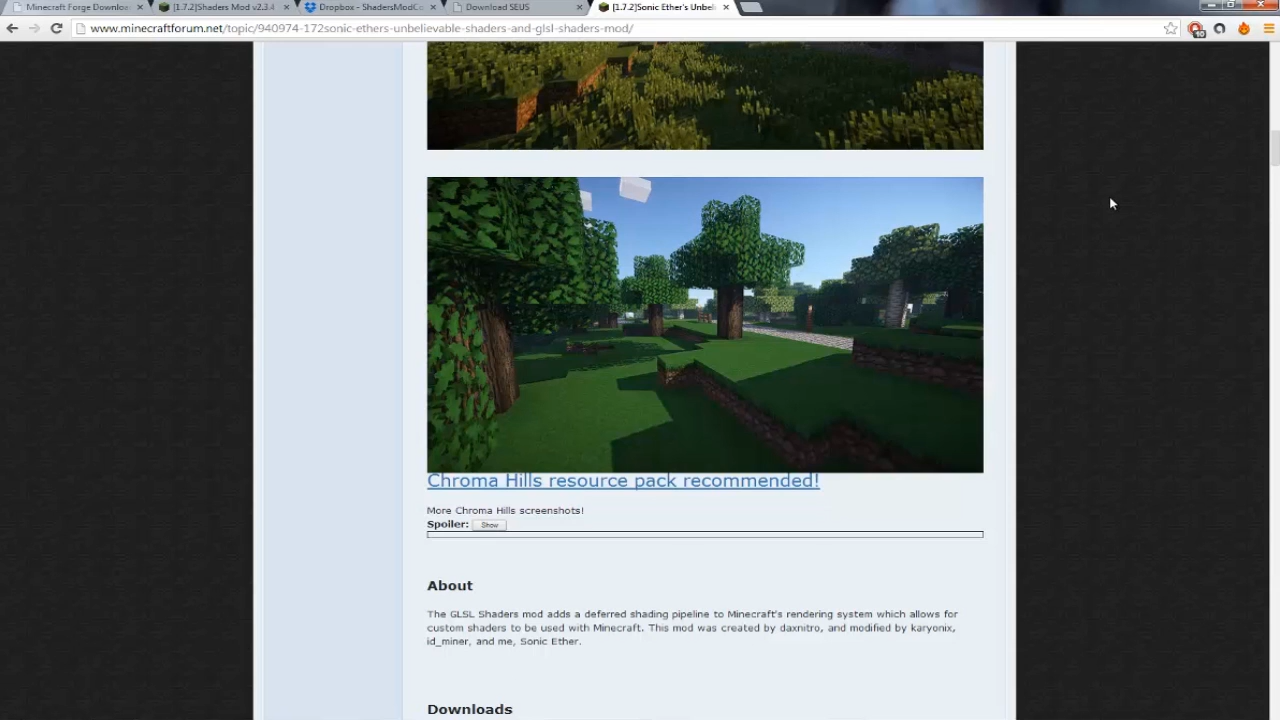 Minecraft Forge Downloa
[1.7.2]Shaders Mod v2.3.4
Dropbox - ShadersModCo
Download SEUS
[1.7.2]Sonic Ether's Unbel
www.minecraftforum.net/topic/940974-172sonic-ethers-unbelievable-shaders-and-glsl-shaders-mod/
10
Chroma Hills resource pack recommended!
More Chroma Hills screenshots!
Spoiler: Show
About
The GLSL Shaders mod adds a deferred shading pipeline to Minecraft's rendering system which allows for
custom shaders to be used with Minecraft. This mod was created by daxnitro, and modified by karyonix,
id_miner, and me, Sonic Ether.
Downloads